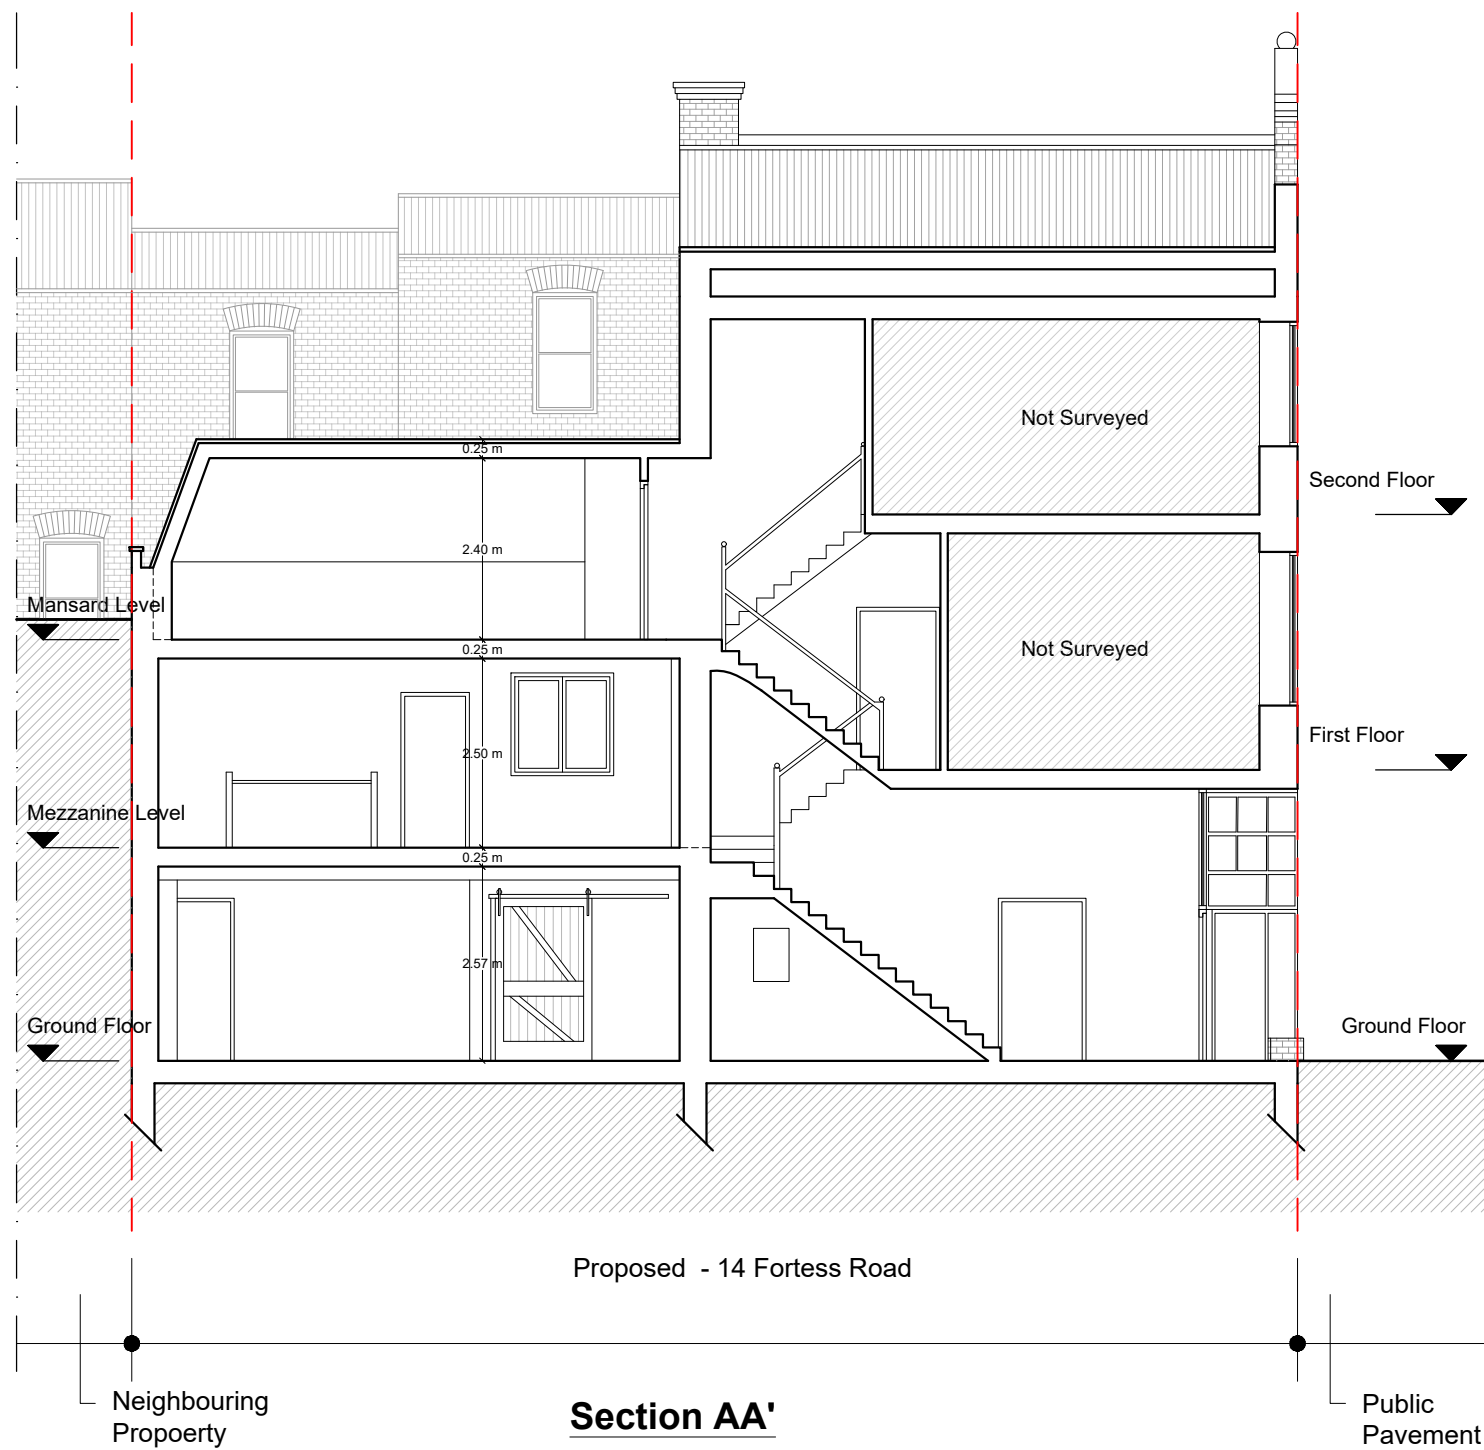 Not Surveyed
0.25 m
Second Floor
2.40 m
Mansard Level
0.25 m
Not Surveyed
First Floor
2.50 m
Mezzanine Level
0.25 m
2.57 m
Ground Floor
Ground Floor
Proposed - 14 Fortess Road
Neighbouring
Propoerty
Section AA'
Public
Pavement